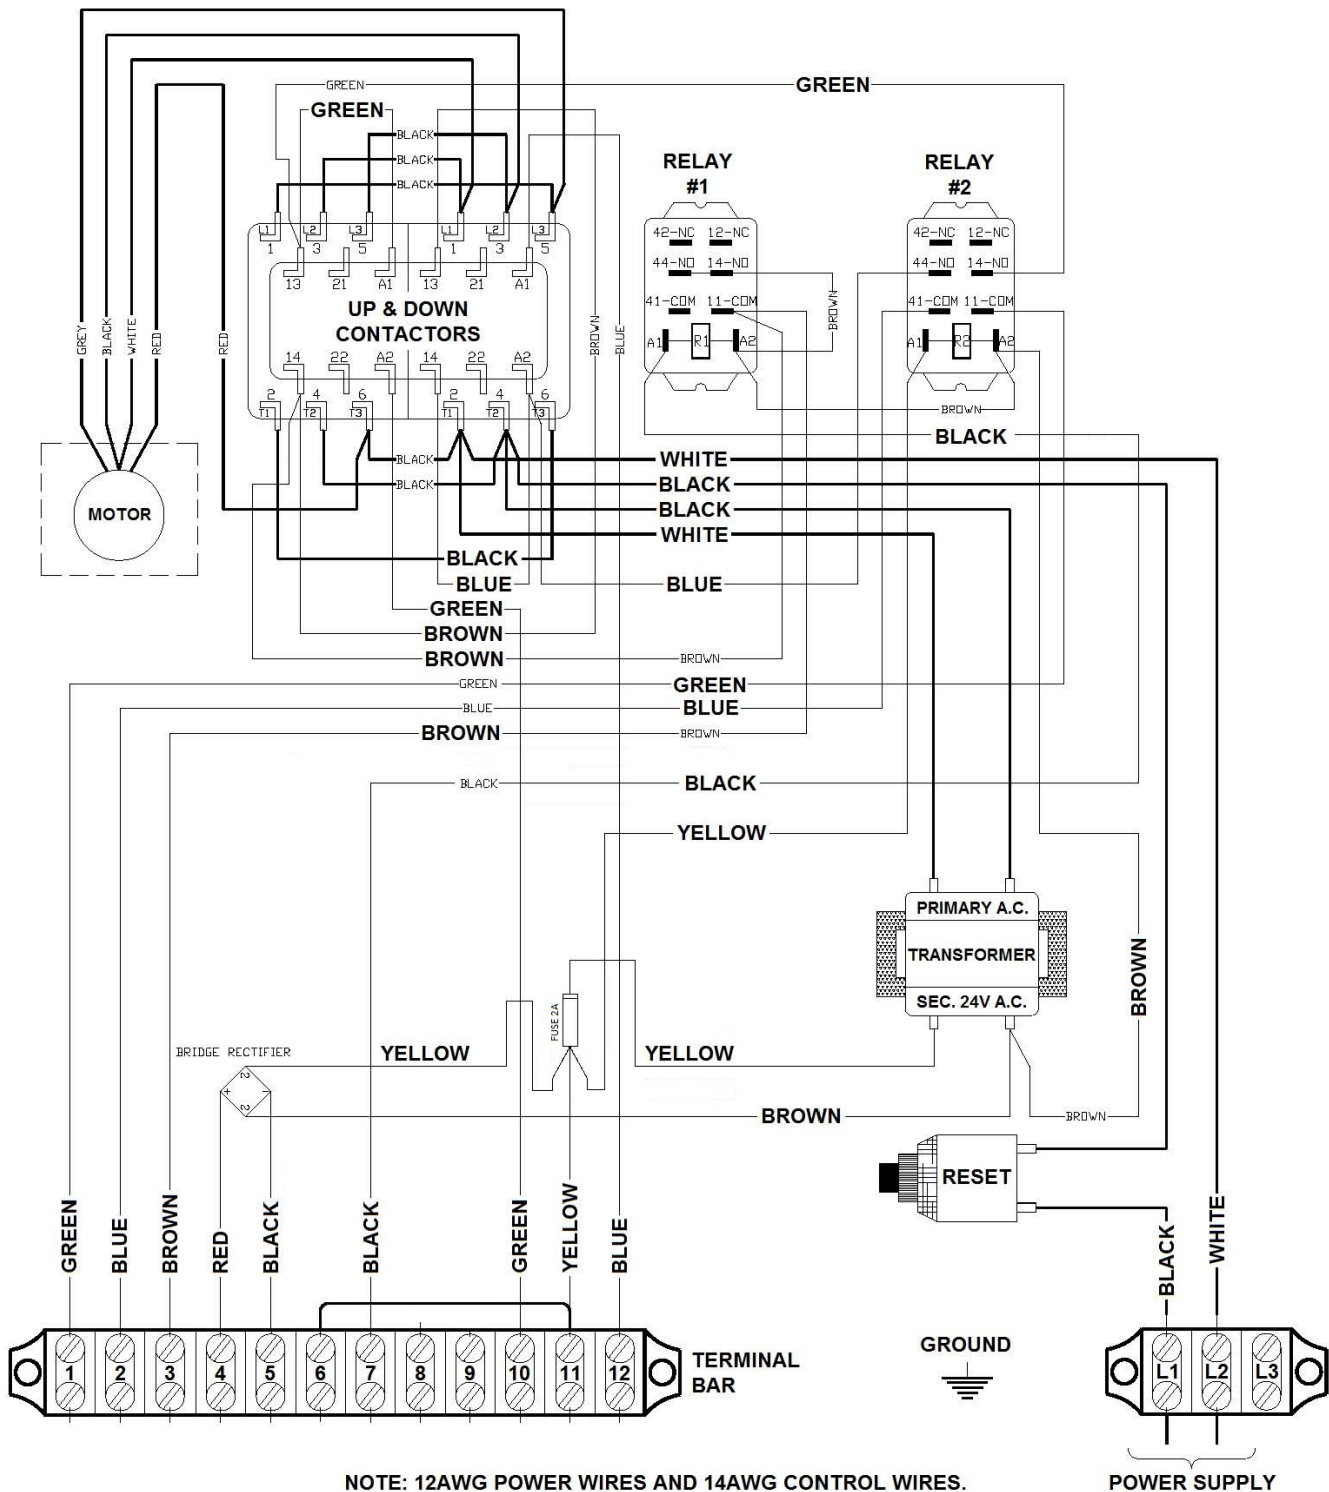 GREEN
GREEN
GREEN
BLACK
BLACK
BLACK
RELAY
#1
RELAY
#2
L1 L2 L3 L1 L2 L3
1 3 5 1 3 5
13 21 A1 13 21 A1
UP & DOWN
CONTACTORS
14 22 A2 14 22 A2
2 4 6 2 4 6
T1 T2 T3 T1 T2 T3
42-NC 12-NC
44-NO 14-NO
41-COM 11-COM
A1 R1 A2
42-NC 12-NC
44-NO 14-NO
41-COM 11-COM
A1 R2 A2
GREY
BLACK
WHITE
RED
RED
BROWN
BLUE
BROWN
BROWN
BLACK
MOTOR
BLACK
WHITE
BLACK
BLACK
BLACK
WHITE
BLACK
BLUE
BLUE
GREEN
BROWN
BROWN
BROWN
GREEN
GREEN
BLUE
BLUE
BROWN
BROWN
BLACK
BLACK
YELLOW
PRIMARY A.C.
TRANSFORMER
SEC. 24V A.C.
BROWN
FUSE 2A
BRIDGE RECTIFIER
2
+ -
2
YELLOW
YELLOW
BROWN
BROWN
RESET
GREEN
BLUE
BROWN
RED
BLACK
BLACK
GREEN
YELLOW
BLUE
BLACK
WHITE
1 2 3 4 5 6 7 8 9 10 11 12
TERMINAL
BAR
GROUND
L1 L2 L3
NOTE: 12AWG POWER WIRES AND 14AWG CONTROL WIRES.
POWER SUPPLY